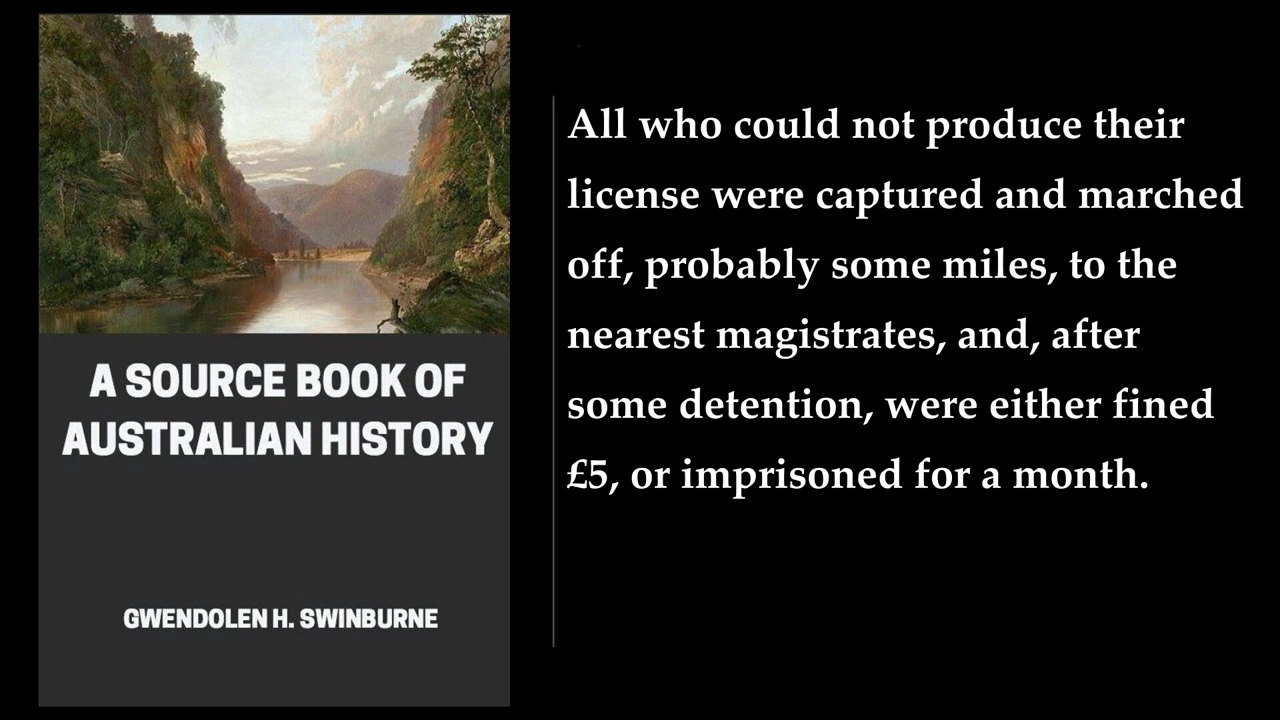 A SOURCE BOOK OF
AUSTRALIAN HISTORY
GWENDOLEN H. SWINBURNE
All who could not produce their
license were captured and marched
off, probably some miles, to the
nearest magistrates, and, after
some detention, were either fined
£5, or imprisoned for a month.